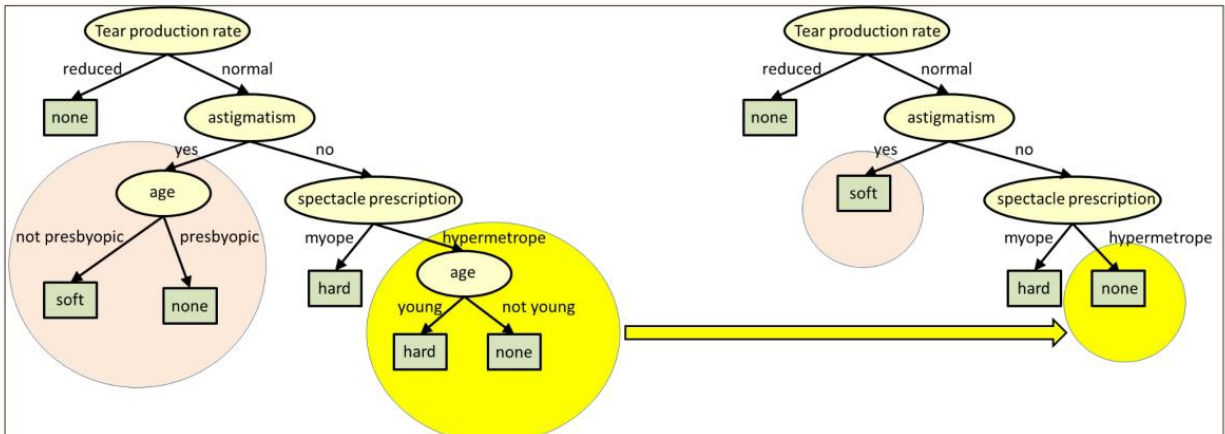 Tear production rate
reduced
normal
none
astigmatism
yes
no
age
spectacle prescription
not presbyopic
presbyopic
myope
hypermetrope
soft
none
hard
age
young
not young
hard
none
Tear production rate
reduced
normal
none
astigmatism
yes
no
soft
spectacle prescription
myope
hypermetrope
hard
none